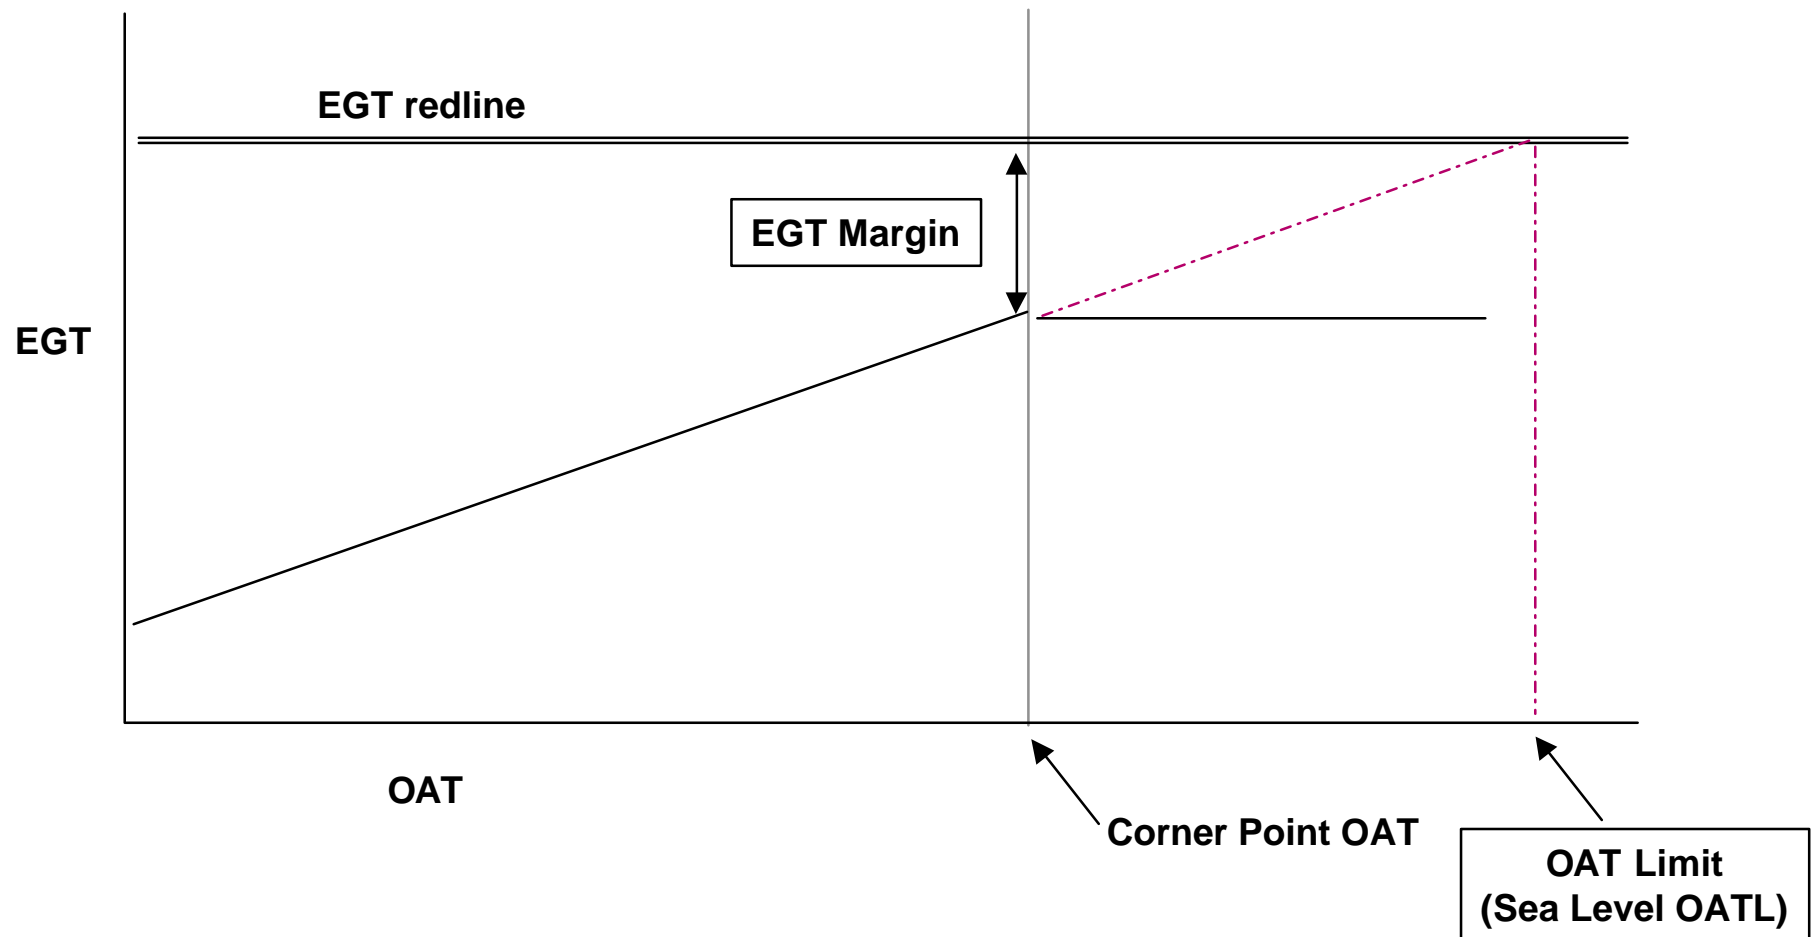 EGT redline
EGT Margin
EGT
OAT
Corner Point OAT
OAT Limit
(Sea Level OATL)